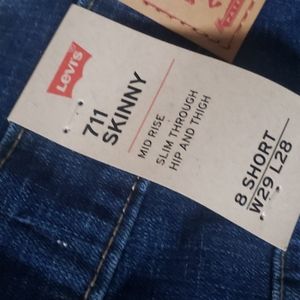 Levi's
711
SKINNY
MID RISE
SLIM THROUGH
HIP AND THIGH
8 SHORT
W29 L28